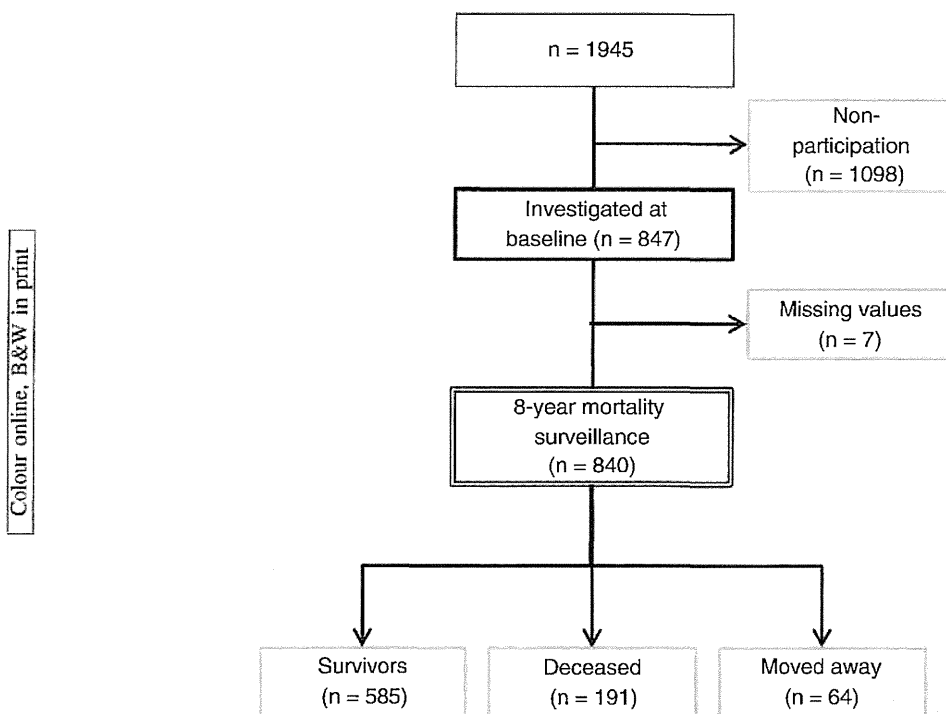 n = 1945
Non-
participation
(n = 1098)
Investigated at
baseline (n = 847)
Missing values
(n = 7)
8-year mortality
surveillance
(n = 840)
Survivors
(n = 585)
Deceased
(n = 191)
Moved away
(n = 64)
Colour online, B&W in print